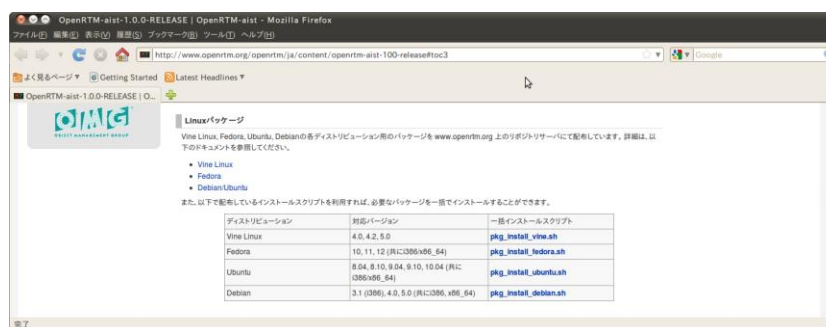 OpenRTM-aist-1.0.0-RELEASE | OpenRTM-aist - Mozilla Firefox
ファイル(F) 編集(E) 表示(V) 履歴(S) ブックマーク(B) ツール(T) ヘルプ(H)
http://www.openrtm.org/openrtm/ja/content/openrtm-aist-100-release#toc3
Google
よく見るページ Getting Started Latest Headlines
OpenRTM-aist-1.0.0-RELEASE | O...
OMG
OBJECT MANAGEMENT GROUP
Linuxパッケージ
Vine Linux, Fedora, Ubuntu, Debianの各ディストリビューション用のパッケージを www.openrtm.org 上のリポジトリサーバにて配布しています。詳細は、以
下のドキュメントを参照してください。
Vine Linux
Fedora
Debian/Ubuntu
また、以下で配布しているインストールスクリプトを利用すれば、必要なパッケージを一括でインストールすることができます。
ディストリビューション 対応バージョン 一括インストールスクリプト
Vine Linux 4.0, 4.2, 5.0 pkg_install_vine.sh
Fedora 10, 11, 12 (共にi386/x86_64) pkg_install_fedora.sh
Ubuntu 8.04, 8.10, 9.04, 9.10, 10.04 (共に
i386/x86_64) pkg_install_ubuntu.sh
Debian 3.1 (i386), 4.0, 5.0 (共にi386, x86_64) pkg_install_debian.sh
完了